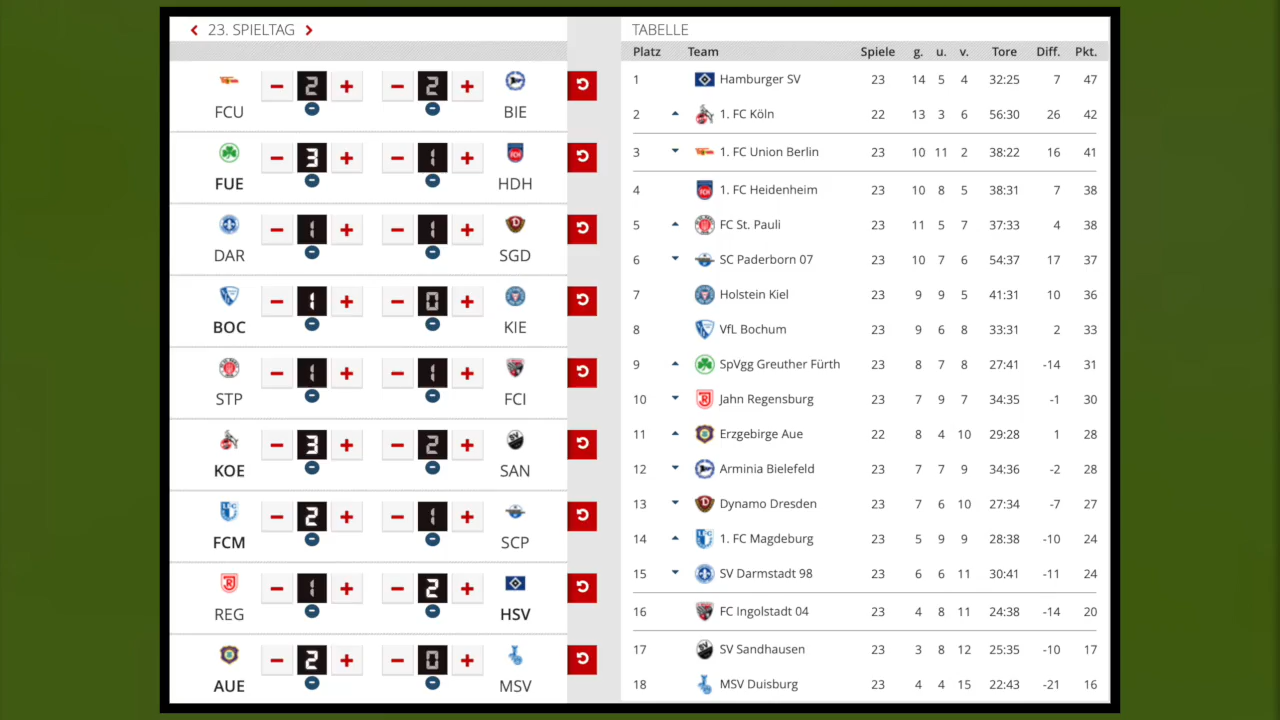 23. SPIELTAG
FCU 2 2 BIE
FUE 3 1 HDH
DAR 1 1 SGD
BOC 1 0 KIE
STP 1 1 FCI
KOE 3 2 SAN
FCM 2 1 SCP
REG 1 2 HSV
AUE 2 0 MSV
TABELLE
Platz Team Spiele g. u. v. Tore Diff. Pkt.
1 Hamburger SV 23 14 5 4 32:25 7 47
2 1. FC Köln 22 13 3 6 56:30 26 42
3 1. FC Union Berlin 23 10 11 2 38:22 16 41
4 1. FC Heidenheim 23 10 8 5 38:31 7 38
5 FC St. Pauli 23 11 5 7 37:33 4 38
6 SC Paderborn 07 23 10 7 6 54:37 17 37
7 Holstein Kiel 23 9 9 5 41:31 10 36
8 VfL Bochum 23 9 6 8 33:31 2 33
9 SpVgg Greuther Fürth 23 8 7 8 27:41 -14 31
10 Jahn Regensburg 23 7 9 7 34:35 -1 30
11 Erzgebirge Aue 22 8 4 10 29:28 1 28
12 Arminia Bielefeld 23 7 7 9 34:36 -2 28
13 Dynamo Dresden 23 7 6 10 27:34 -7 27
14 1. FC Magdeburg 23 5 9 9 28:38 -10 24
15 SV Darmstadt 98 23 6 6 11 30:41 -11 24
16 FC Ingolstadt 04 23 4 8 11 24:38 -14 20
17 SV Sandhausen 23 3 8 12 25:35 -10 17
18 MSV Duisburg 23 4 4 15 22:43 -21 16